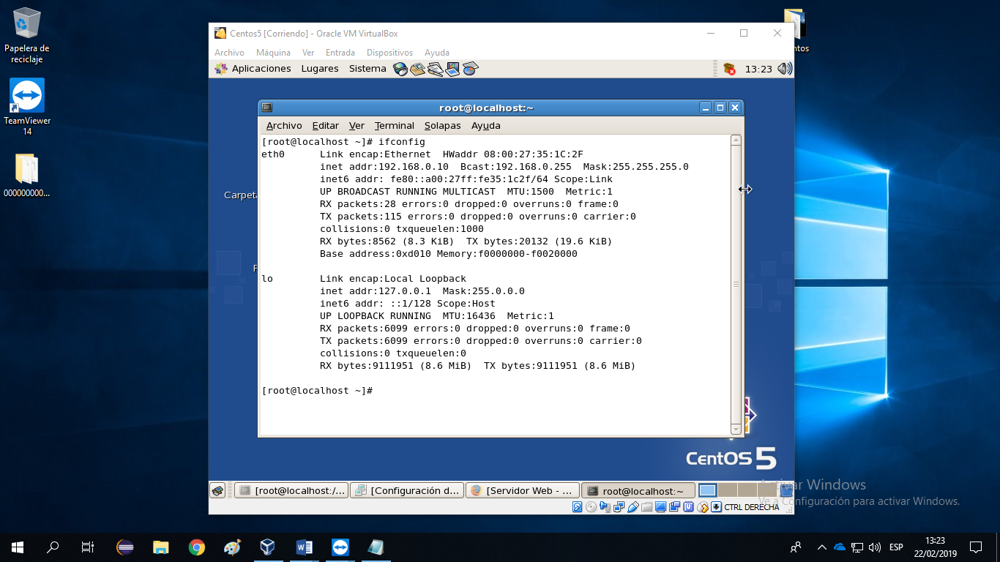 Papelera de
reciclaje
TeamViewer
14
000000000...
Centos5 [Corriendo] - Oracle VM VirtualBox
Archivo Máquina Ver Entrada Dispositivos Ayuda
Aplicaciones Lugares Sistema 13:23
root@localhost:~
Archivo Editar Ver Terminal Solapas Ayuda
[root@localhost ~]# ifconfig
eth0 Link encap:Ethernet HWaddr 08:00:27:35:1C:2F
inet addr:192.168.0.10 Bcast:192.168.0.255 Mask:255.255.255.0
inet6 addr: fe80::a00:27ff:fe35:1c2f/64 Scope:Link
UP BROADCAST RUNNING MULTICAST MTU:1500 Metric:1
RX packets:28 errors:0 dropped:0 overruns:0 frame:0
TX packets:115 errors:0 dropped:0 overruns:0 carrier:0
collisions:0 txqueuelen:1000
RX bytes:8562 (8.3 KiB) TX bytes:20132 (19.6 KiB)
Base address:0xd010 Memory:f0000000-f0020000
lo Link encap:Local Loopback
inet addr:127.0.0.1 Mask:255.0.0.0
inet6 addr: ::1/128 Scope:Host
UP LOOPBACK RUNNING MTU:16436 Metric:1
RX packets:6099 errors:0 dropped:0 overruns:0 frame:0
TX packets:6099 errors:0 dropped:0 overruns:0 carrier:0
collisions:0 txqueuelen:0
RX bytes:9111951 (8.6 MiB) TX bytes:9111951 (8.6 MiB)
[root@localhost ~]#
Carpeta
CentOS 5
[root@localhost:/... [Configuración d... [Servidor Web - ... root@localhost:~
CTRL DERECHA
Activar Windows
Ve a Configuración para activar Windows.
ESP
13:23
22/02/2019